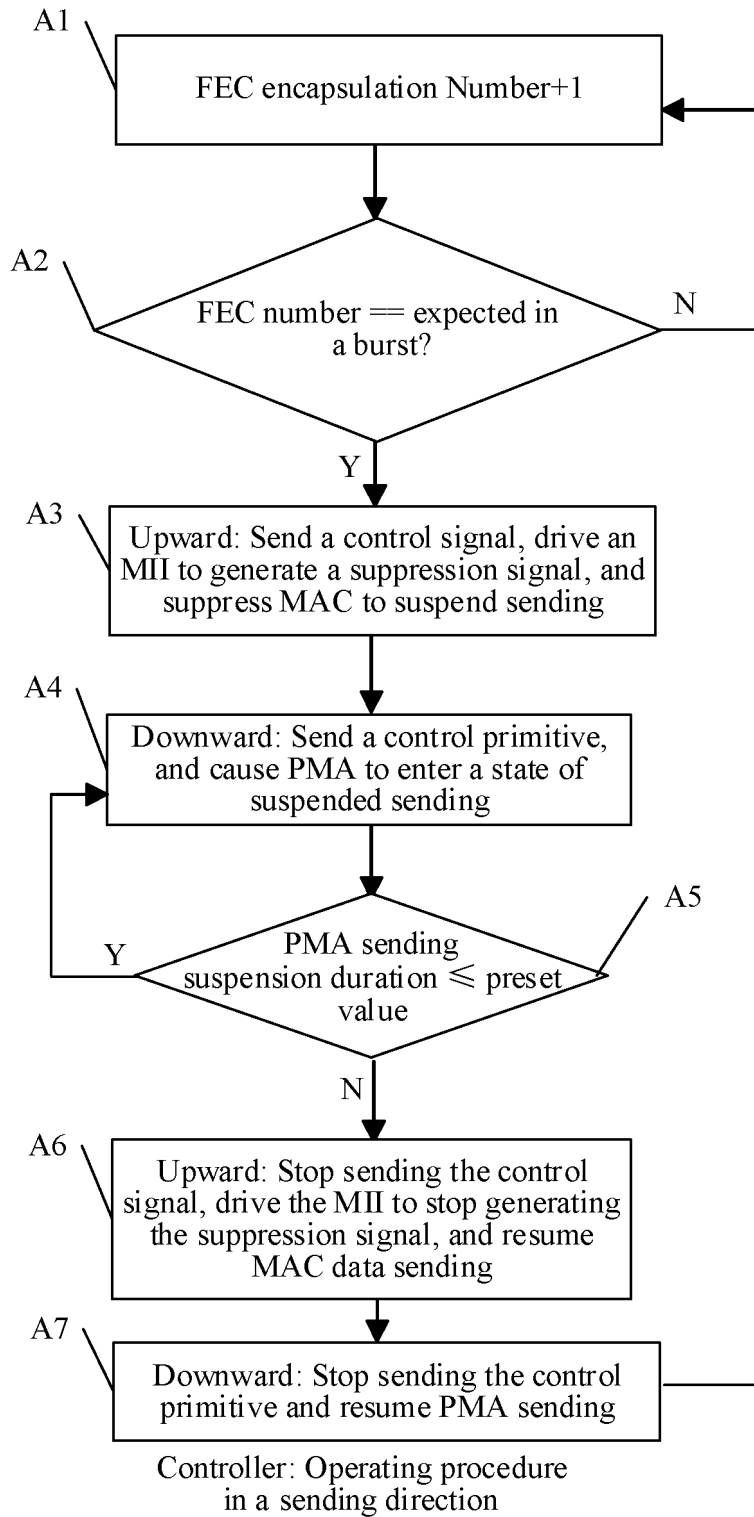 A1
FEC encapsulation Number+1
A2
FEC number == expected in
a burst?
N
Y
A3
Upward: Send a control signal, drive an
MII to generate a suppression signal, and
suppress MAC to suspend sending
A4
Downward: Send a control primitive,
and cause PMA to enter a state of
suspended sending
A5
Y
PMA sending
suspension duration ≤ preset
value
N
A6
Upward: Stop sending the control
signal, drive the MII to stop generating
the suppression signal, and resume
MAC data sending
A7
Downward: Stop sending the control
primitive and resume PMA sending
Controller: Operating procedure
in a sending direction